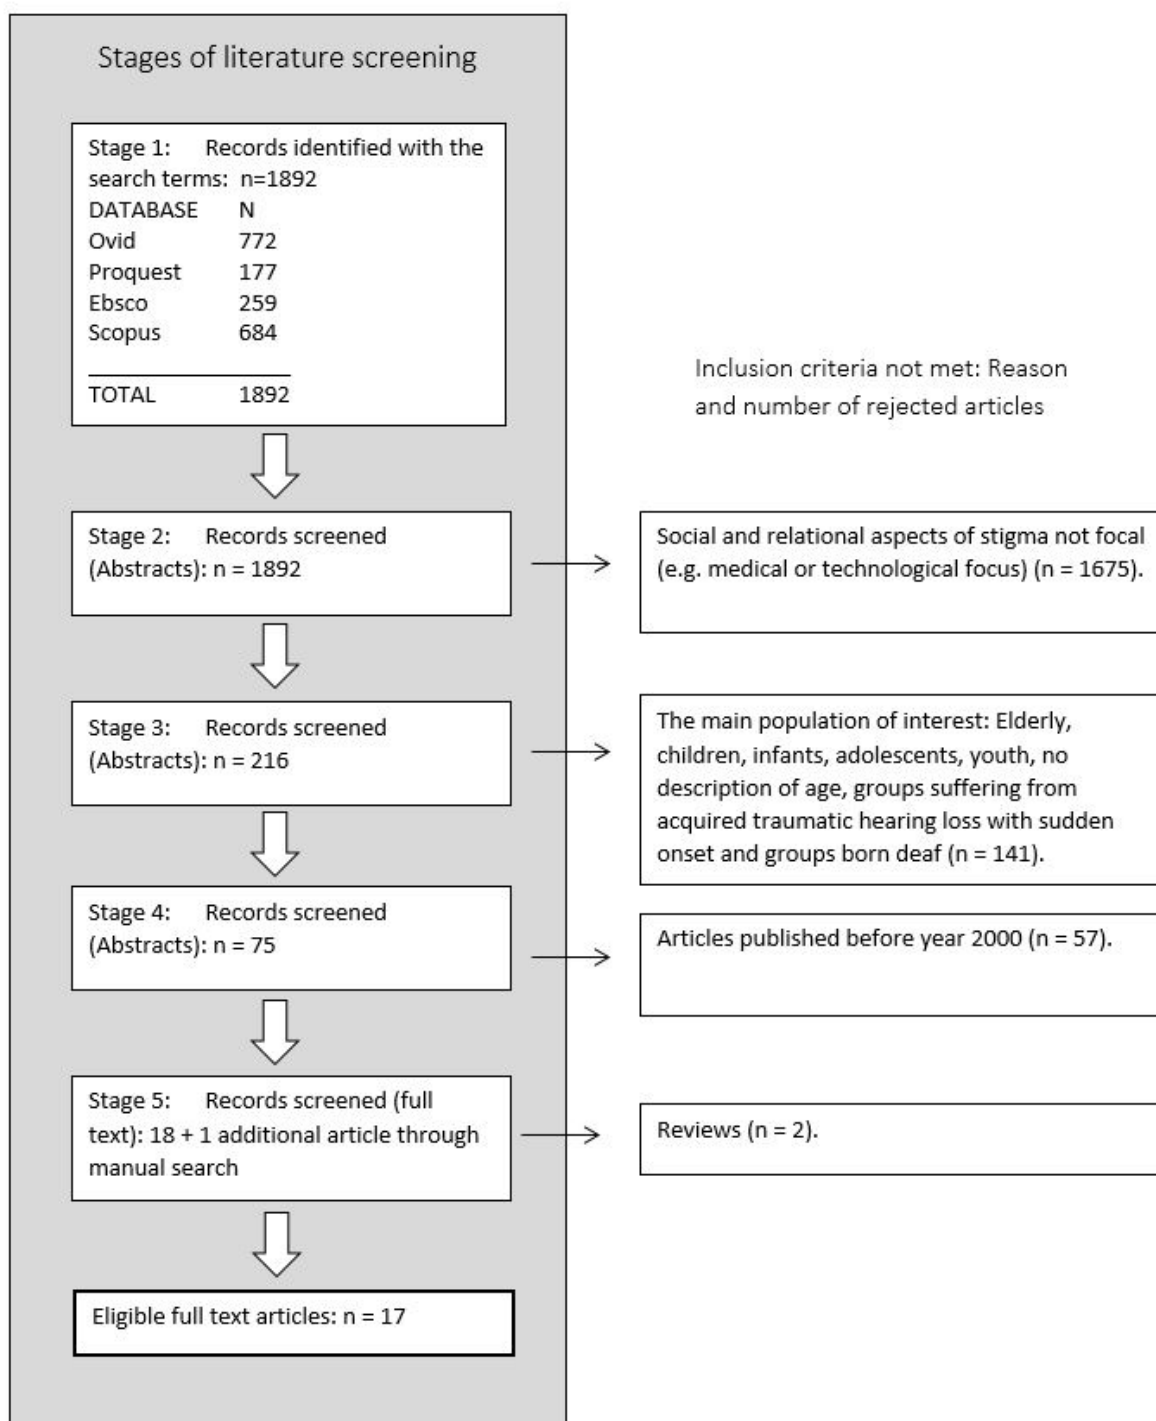 Stages of literature screening
Stage 1: Records identified with the
search terms: n=1892
DATABASE N
Ovid 772
Proquest 177
Ebsco 259
Scopus 684
TOTAL 1892
Inclusion criteria not met: Reason
and number of rejected articles
Stage 2: Records screened
(Abstracts): n = 1892
Social and relational aspects of stigma not focal
(e.g. medical or technological focus) (n = 1675).
Stage 3: Records screened
(Abstracts): n = 216
The main population of interest: Elderly,
children, infants, adolescents, youth, no
description of age, groups suffering from
acquired traumatic hearing loss with sudden
onset and groups born deaf (n = 141).
Stage 4: Records screened
(Abstracts): n = 75
Articles published before year 2000 (n = 57).
Stage 5: Records screened (full
text): 18 + 1 additional article through
manual search
Reviews (n = 2).
Eligible full text articles: n = 17